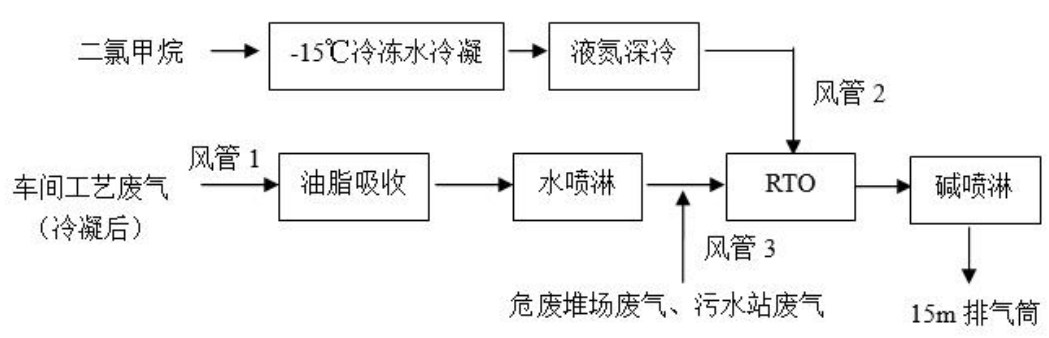 二氯甲烷
-15℃冷冻水冷凝
液氮深冷
风管 2
风管 1
车间工艺废气
（冷凝后）
油脂吸收
水喷淋
RTO
碱喷淋
风管 3
危废堆场废气、污水站废气
15m 排气筒